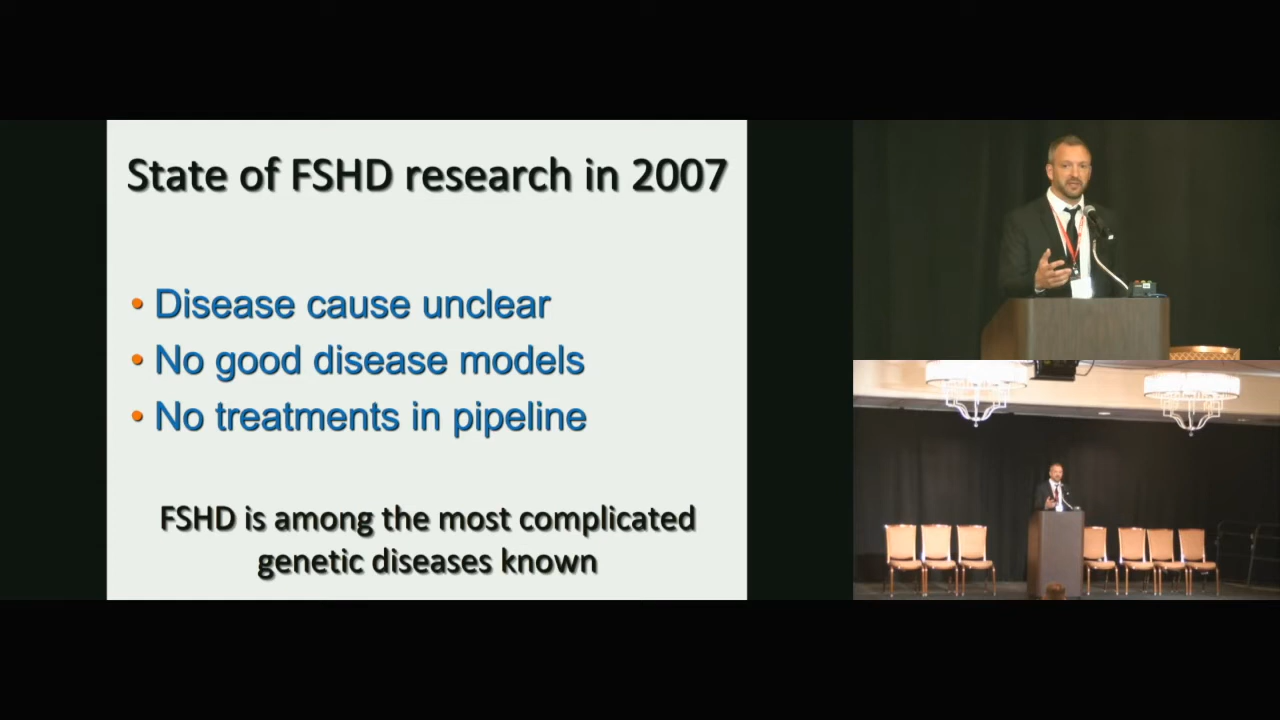 State of FSHD research in 2007
• Disease cause unclear
• No good disease models
• No treatments in pipeline
FSHD is among the most complicated
genetic diseases known